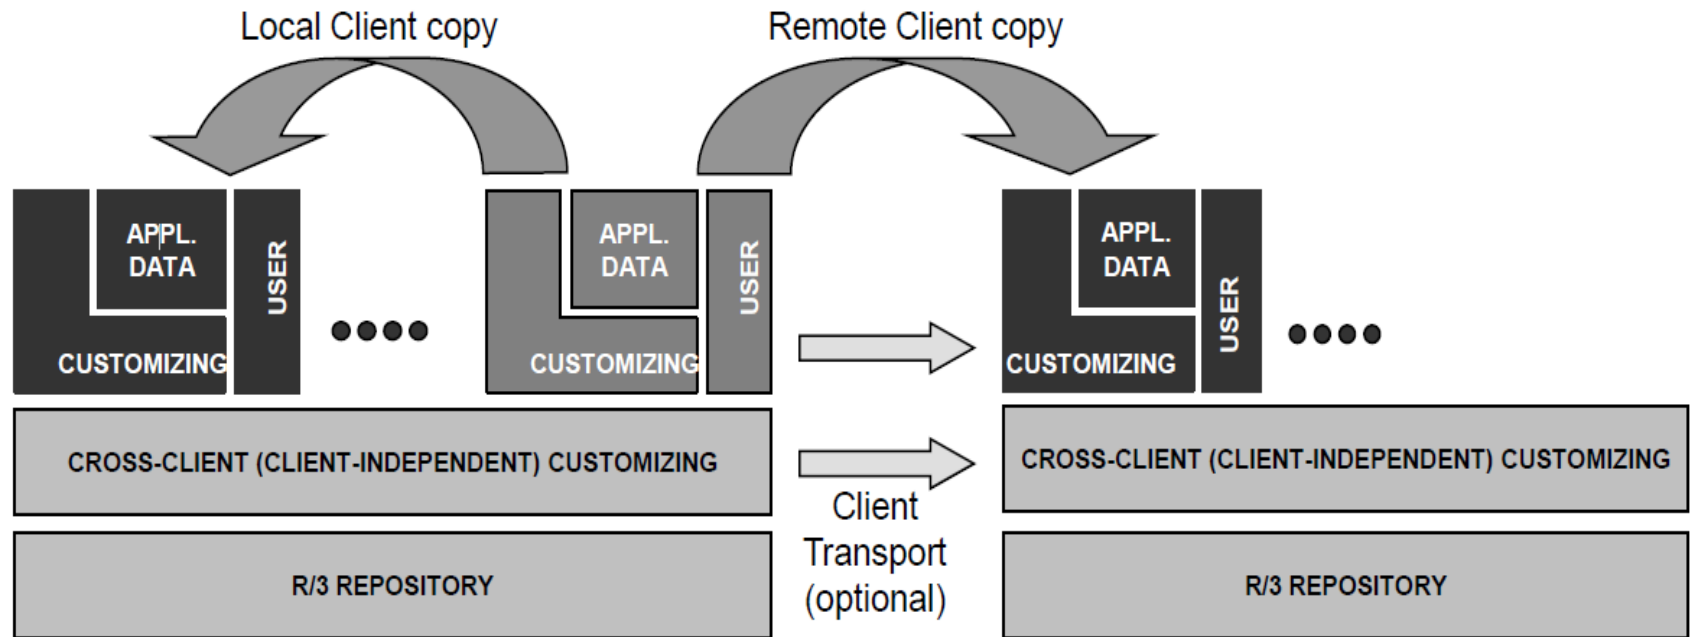 Local Client copy
Remote Client copy
APPL.
DATA
USER
CUSTOMIZING
APPL.
DATA
USER
CUSTOMIZING
APPL.
DATA
USER
CUSTOMIZING
CROSS-CLIENT (CLIENT-INDEPENDENT) CUSTOMIZING
CROSS-CLIENT (CLIENT-INDEPENDENT) CUSTOMIZING
Client
Transport
(optional)
R/3 REPOSITORY
R/3 REPOSITORY